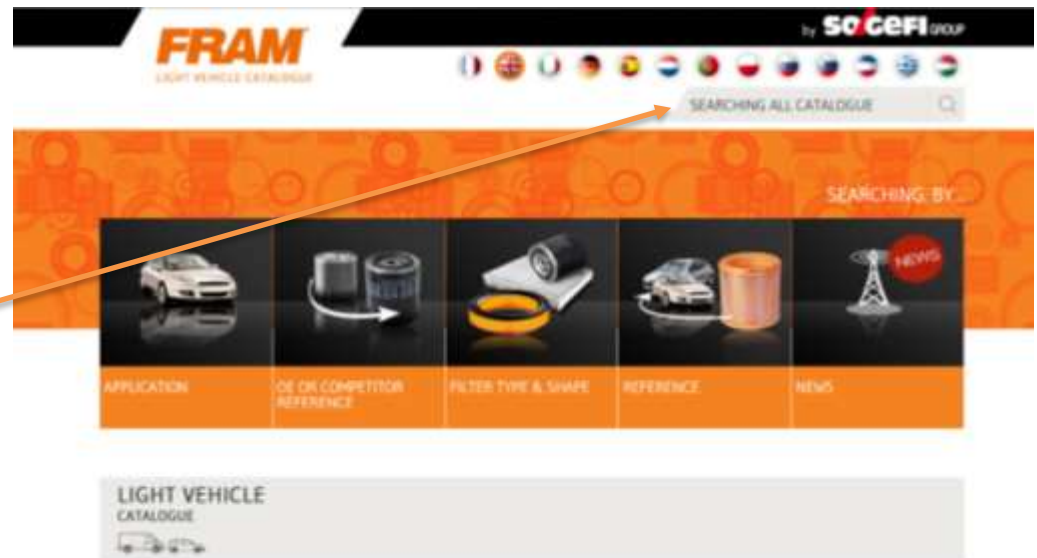 by SOGEFI GROUP
FRAM
LIGHT VEHICLE CATALOGUE
SEARCHING ALL CATALOGUE
SEARCHING BY...
NEWS
APPLICATION
OE OR COMPETITOR
REFERENCE
FILTER TYPE & SHAPE
REFERENCE
NEWS
LIGHT VEHICLE
CATALOGUE